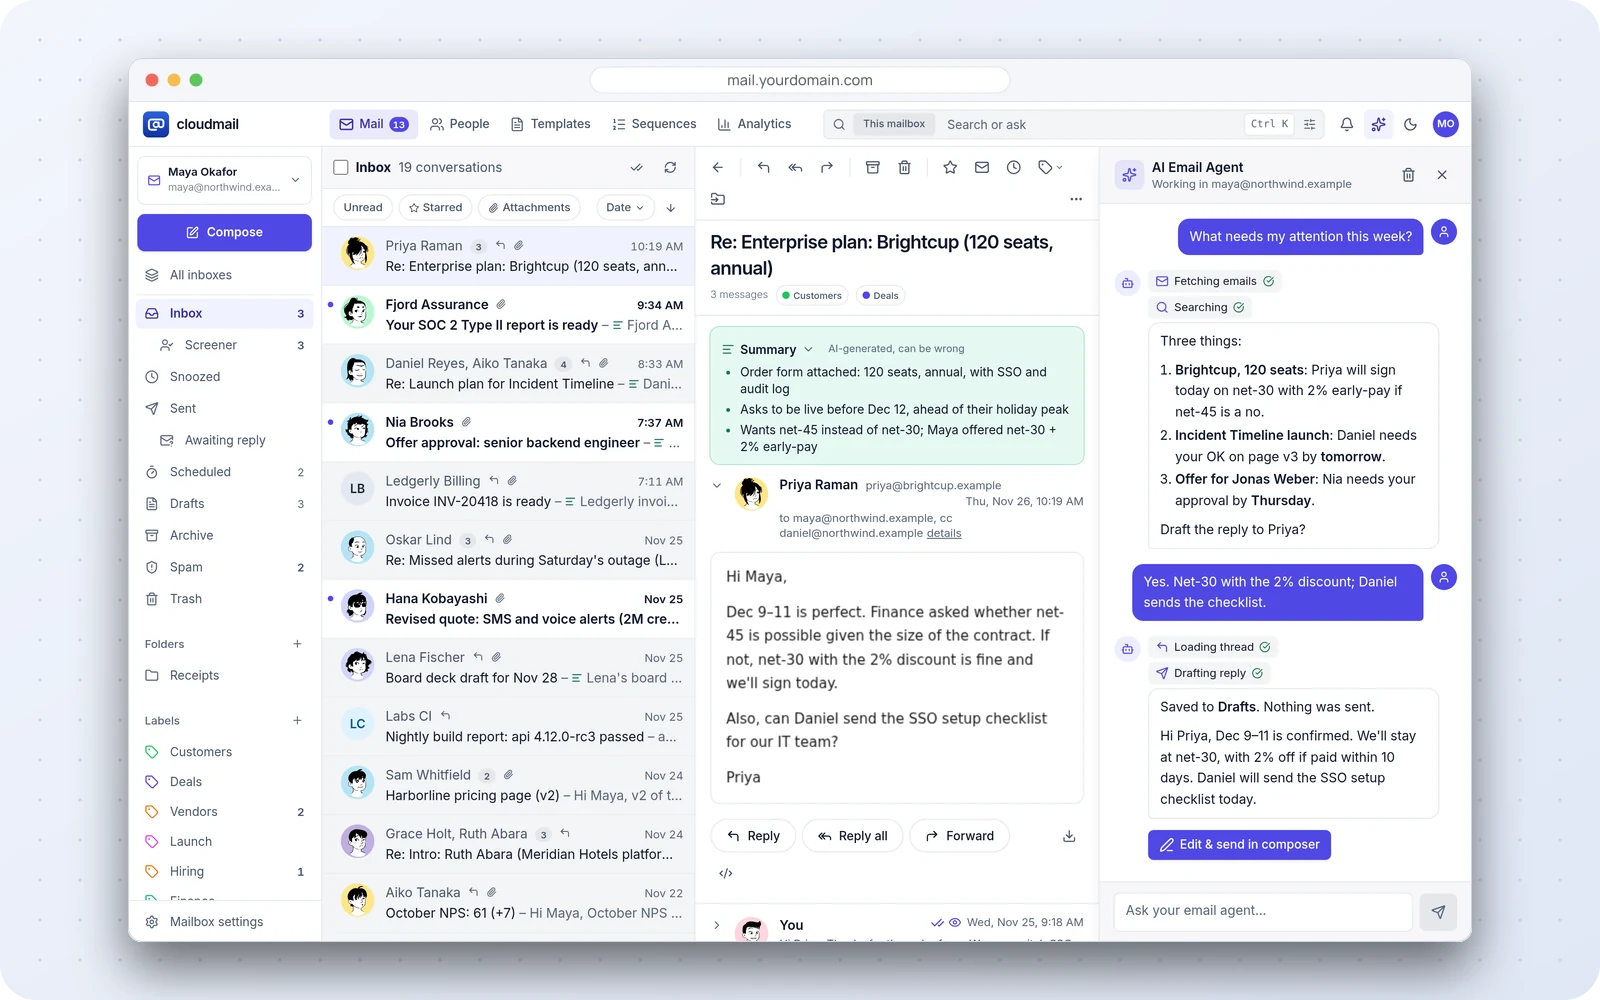 mail.yourdomain.com
cloudmail
Mail 13
People
Templates
Sequences
Analytics
This mailbox
Search or ask
Ctrl K
MO
Maya Okafor
maya@northwind.exa...
Compose
All inboxes
Inbox 3
Screener 3
Snoozed
Sent
Awaiting reply
Scheduled 2
Drafts 3
Archive
Spam 2
Trash
Folders
Receipts
Labels
Customers
Deals
Vendors 2
Launch
Hiring 1
Mailbox settings
Inbox 19 conversations
Unread
Starred
Attachments
Date
Priya Raman 3 10:19 AM
Re: Enterprise plan: Brightcup (120 seats, ann...
Fjord Assurance 9:34 AM
Your SOC 2 Type II report is ready – Fjord A...
Daniel Reyes, Aiko Tanaka 4 8:33 AM
Re: Launch plan for Incident Timeline – Dani...
Nia Brooks 7:37 AM
Offer approval: senior backend engineer – ...
LB
Ledgerly Billing 7:11 AM
Invoice INV-20418 is ready – Ledgerly invoi...
Oskar Lind 3 Nov 25
Re: Missed alerts during Saturday's outage (L...
Hana Kobayashi Nov 25
Revised quote: SMS and voice alerts (2M cre...
Lena Fischer Nov 25
Board deck draft for Nov 28 – Lena's board ...
LC
Labs CI Nov 25
Nightly build report: api 4.12.0-rc3 passed – a...
Sam Whitfield 2 Nov 24
Harborline pricing page (v2) – Hi Maya, v2 of t...
Grace Holt, Ruth Abara 3 Nov 24
Re: Intro: Ruth Abara (Meridian Hotels platfor...
Aiko Tanaka Nov 22
October NPS: 61 (+7) – Hi Maya, October NPS ...
Re: Enterprise plan: Brightcup (120 seats,
annual)
3 messages
Customers
Deals
Summary AI-generated, can be wrong
• Order form attached: 120 seats, annual, with SSO and
audit log
• Asks to be live before Dec 12, ahead of their holiday peak
• Wants net-45 instead of net-30; Maya offered net-30 +
2% early-pay
Priya Raman priya@brightcup.example
Thu, Nov 26, 10:19 AM
to maya@northwind.example, cc
daniel@northwind.example details
Hi Maya,
Dec 9–11 is perfect. Finance asked whether net-
45 is possible given the size of the contract. If
not, net-30 with the 2% discount is fine and
we'll sign today.
Also, can Daniel send the SSO setup checklist
for our IT team?
Priya
Reply
Reply all
Forward
You Wed, Nov 25, 9:18 AM
AI Email Agent
Working in maya@northwind.example
What needs my attention this week?
Fetching emails
Searching
Three things:
1. Brightcup, 120 seats: Priya will sign
today on net-30 with 2% early-pay if
net-45 is a no.
2. Incident Timeline launch: Daniel needs
your OK on page v3 by tomorrow.
3. Offer for Jonas Weber: Nia needs your
approval by Thursday.
Draft the reply to Priya?
Yes. Net-30 with the 2% discount; Daniel
sends the checklist.
Loading thread
Drafting reply
Saved to Drafts. Nothing was sent.
Hi Priya, Dec 9–11 is confirmed. We'll stay
at net-30, with 2% off if paid within 10
days. Daniel will send the SSO setup
checklist today.
Edit & send in composer
Ask your email agent...